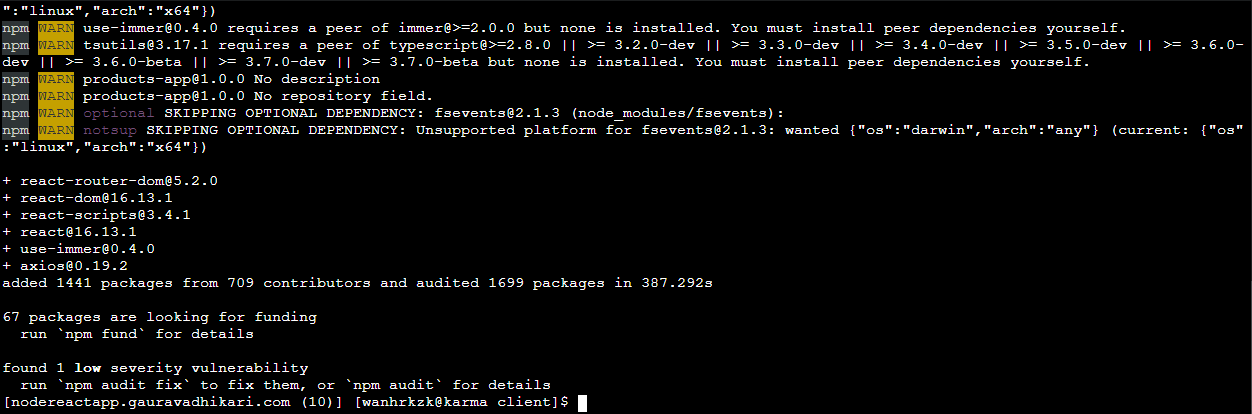 ":"linux","arch":"x64"})
npm WARN use-immer@0.4.0 requires a peer of immer@>=2.0.0 but none is installed. You must install peer dependencies yourself.
npm WARN tsutils@3.17.1 requires a peer of typescript@>=2.8.0 || >= 3.2.0-dev || >= 3.3.0-dev || >= 3.4.0-dev || >= 3.5.0-dev || >= 3.6.0-
dev || >= 3.6.0-beta || >= 3.7.0-dev || >= 3.7.0-beta but none is installed. You must install peer dependencies yourself.
npm WARN products-app@1.0.0 No description
npm WARN products-app@1.0.0 No repository field.
npm WARN optional SKIPPING OPTIONAL DEPENDENCY: fsevents@2.1.3 (node_modules/fsevents):
npm WARN notsup SKIPPING OPTIONAL DEPENDENCY: Unsupported platform for fsevents@2.1.3: wanted {"os":"darwin","arch":"any"} (current: {"os"
:"linux","arch":"x64"})
+ react-router-dom@5.2.0
+ react-dom@16.13.1
+ react-scripts@3.4.1
+ react@16.13.1
+ use-immer@0.4.0
+ axios@0.19.2
added 1441 packages from 709 contributors and audited 1699 packages in 387.292s
67 packages are looking for funding
run `npm fund` for details
found 1 low severity vulnerability
run `npm audit fix` to fix them, or `npm audit` for details
[nodereactapp.gauravadhikari.com (10)] [wanhrkzk@karma client]$